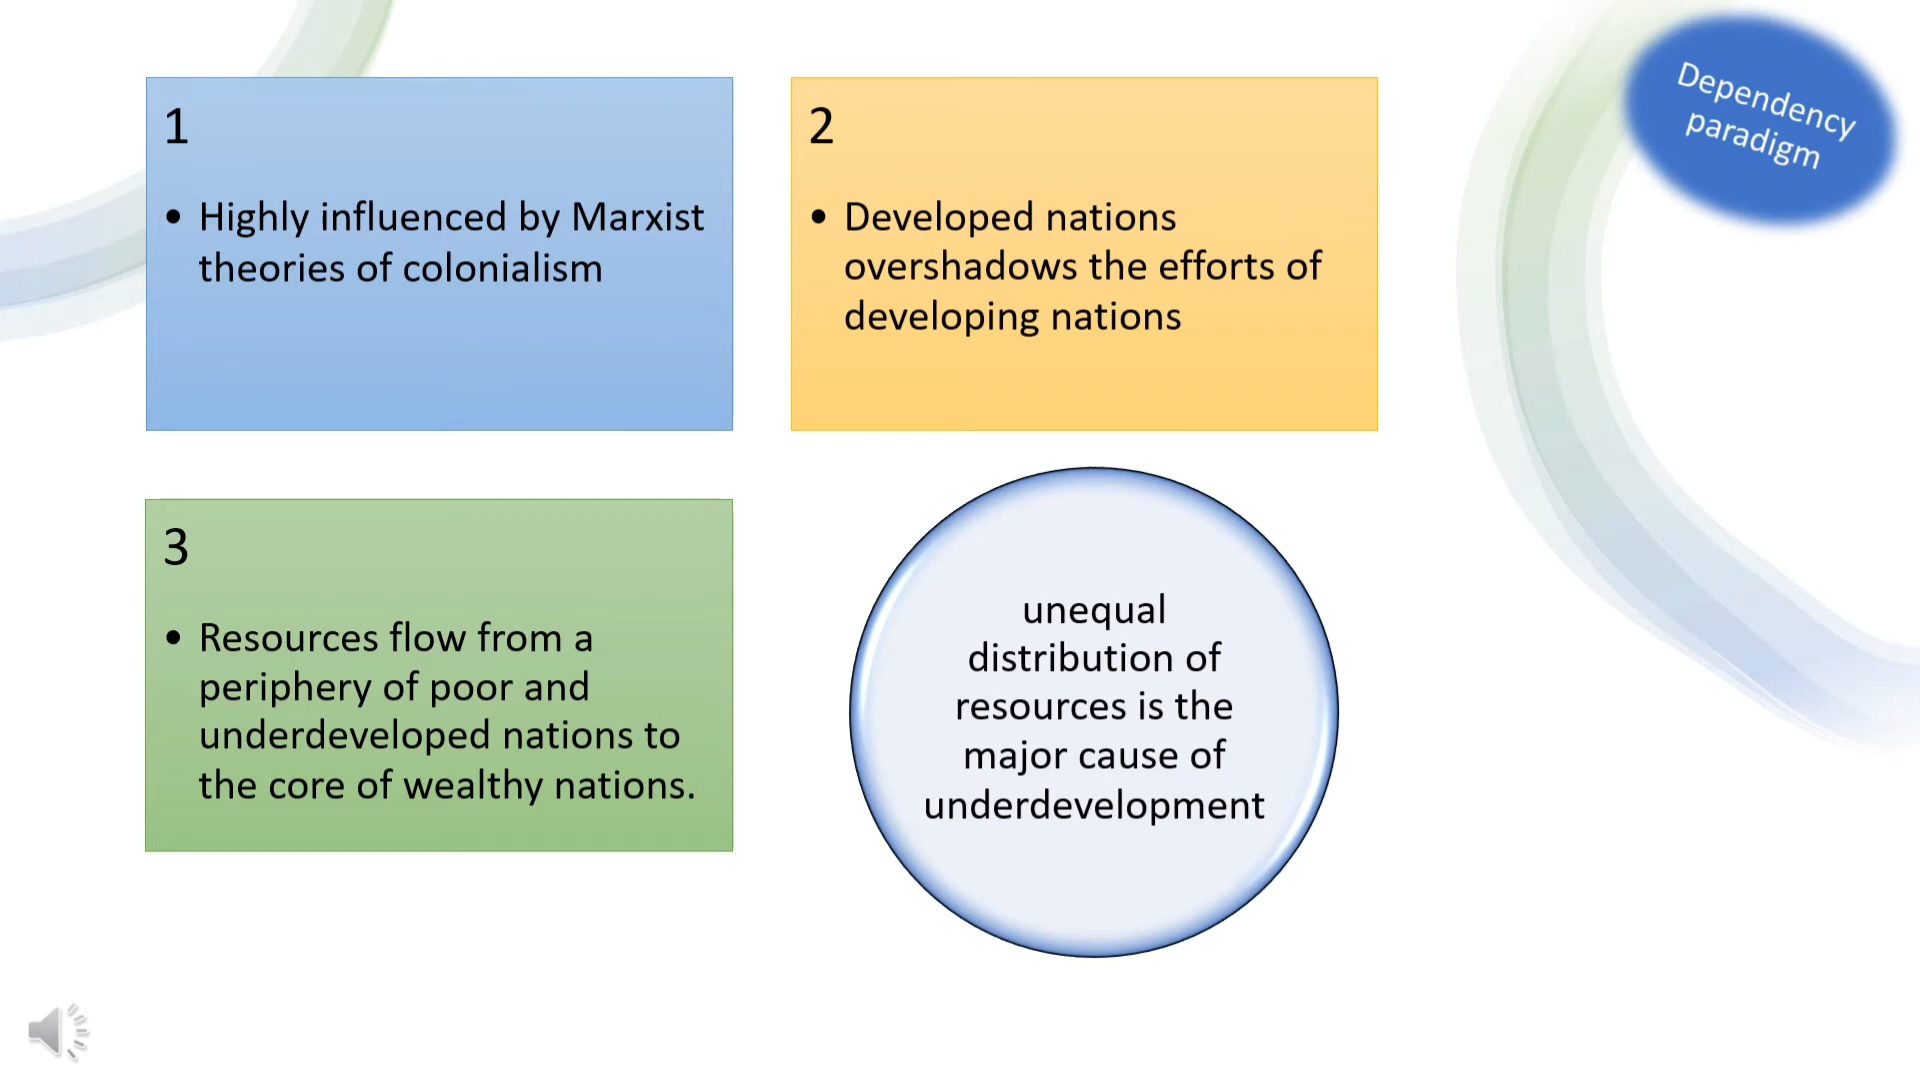 Dependency
paradigm
1
• Highly influenced by Marxist
theories of colonialism
2
• Developed nations
overshadows the efforts of
developing nations
3
• Resources flow from a
periphery of poor and
underdeveloped nations to
the core of wealthy nations.
unequal
distribution of
resources is the
major cause of
underdevelopment